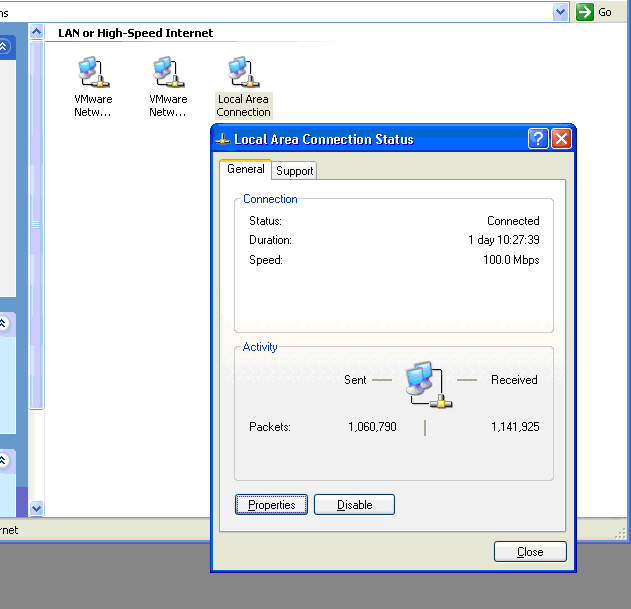 ns
Go
LAN or High-Speed Internet
VMware
Netw...
VMware
Netw...
Local Area
Connection
Local Area Connection Status
?
General
Support
Connection
Status: Connected
Duration: 1 day 10:27:39
Speed: 100.0 Mbps
Activity
Sent Received
Packets: 1,060,790 1,141,925
Properties
Disable
rnet
Close